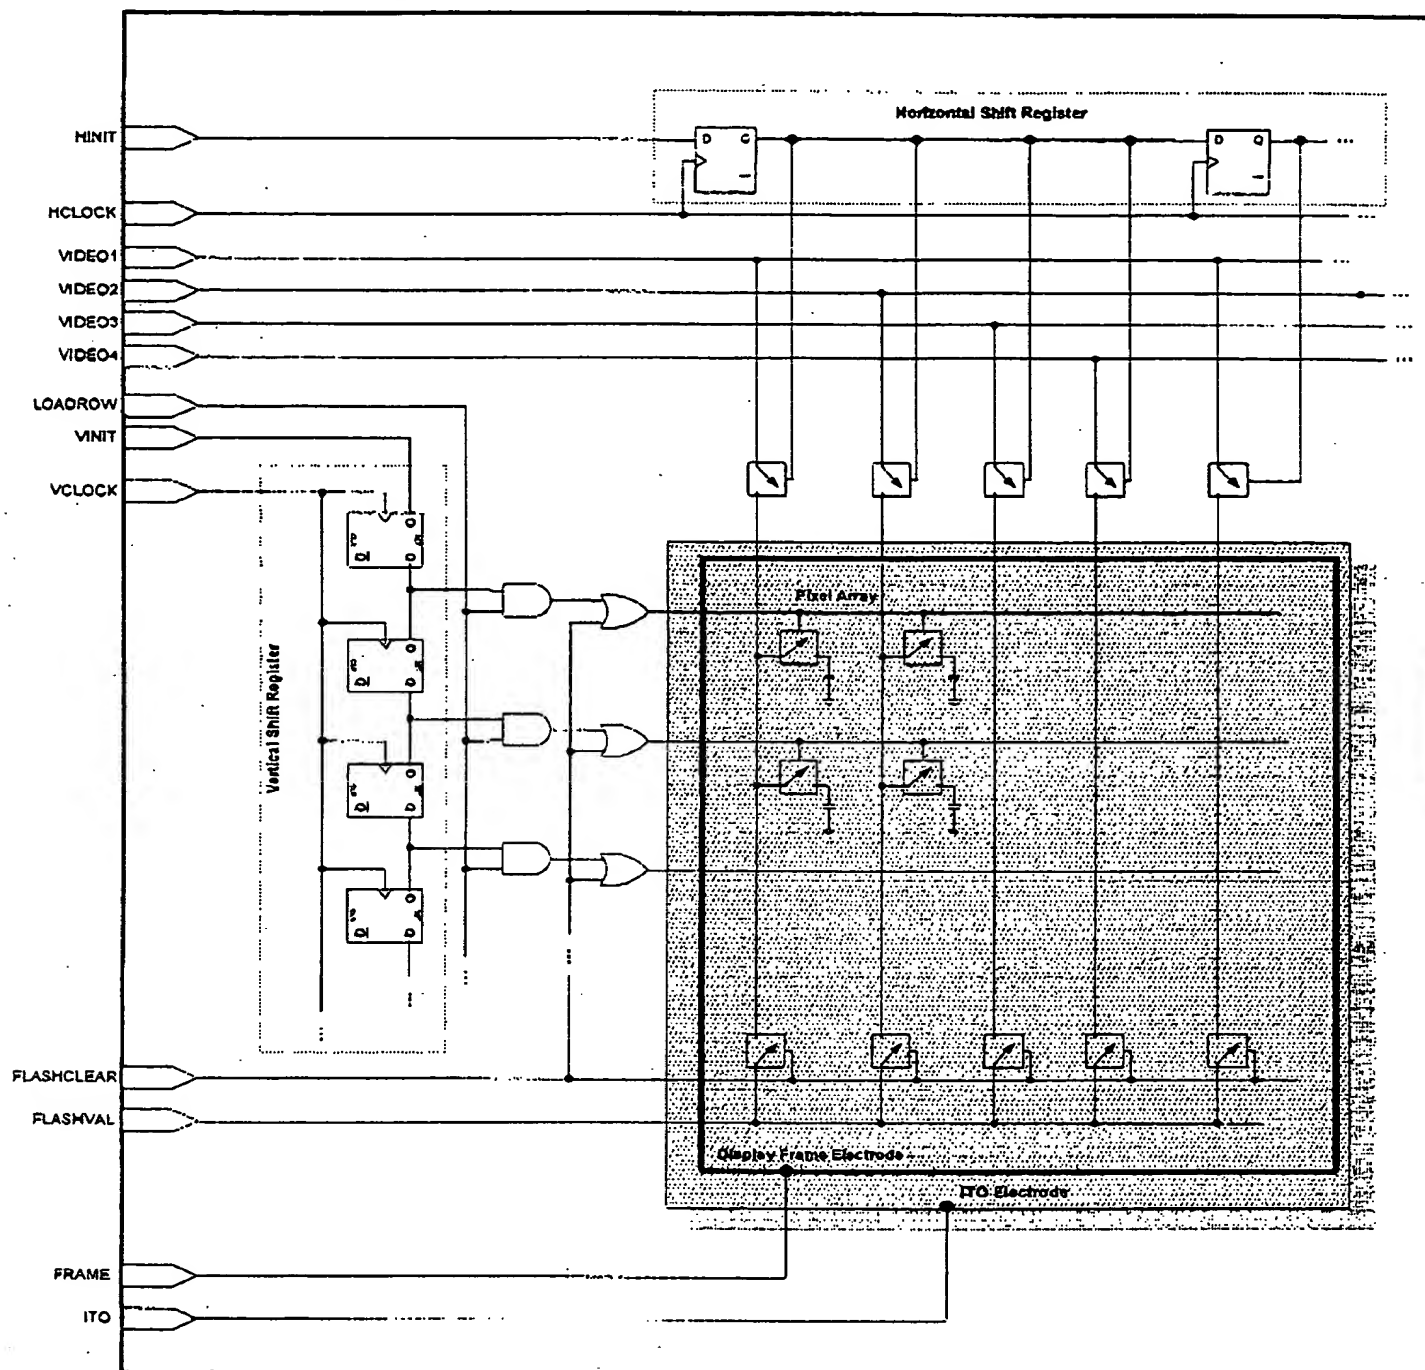 Horizontal Shift Register
HINIT
D Q
D Q
...
HCLOCK
...
VIDEO1
...
VIDEO2
...
VIDEO3
...
VIDEO4
...
LOADROW
VINIT
VCLOCK
Pixel Array
Vertical Shift Register
...
...
...
...
FLASHCLEAR
FLASHVAL
Display Frame Electrode
ITO Electrode
FRAME
ITO